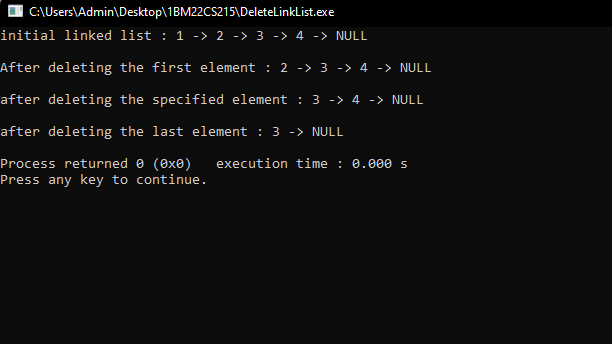 C:\Users\Admin\Desktop\1BM22CS215\DeleteLinkList.exe
initial linked list : 1 -> 2 -> 3 -> 4 -> NULL
After deleting the first element : 2 -> 3 -> 4 -> NULL
after deleting the specified element : 3 -> 4 -> NULL
after deleting the last element : 3 -> NULL
Process returned 0 (0x0)   execution time : 0.000 s
Press any key to continue.